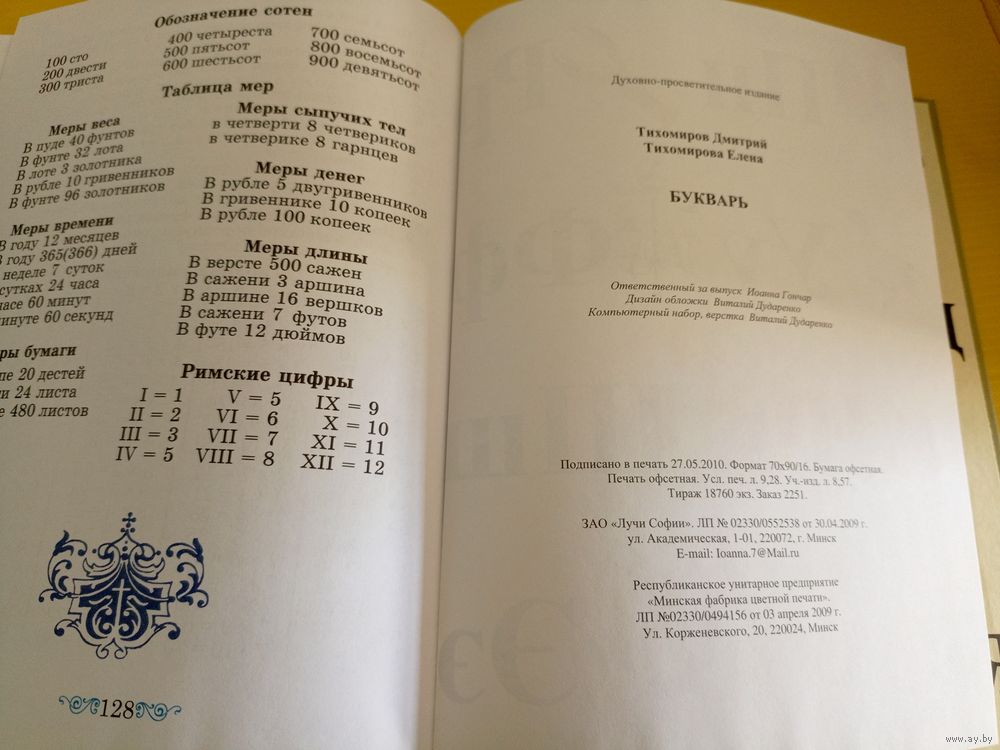 Обозначение сотен
100 сто
200 двести
300 триста
400 четыреста
500 пятьсот
600 шестьсот
700 семьсот
800 восемьсот
900 девятьсот
Таблица мер
Меры веса
В пуде 40 фунтов
В фунте 32 лота
В лоте 3 золотника
В рубле 10 гривенников
В фунте 96 золотников
Меры времени
В году 12 месяцев
В году 365(366) дней
неделе 7 суток
сутках 24 часа
часе 60 минут
инуте 60 секунд
ры бумаги
пе 20 дестей
и 24 листа
е 480 листов
Меры сыпучих тел
в четверти 8 четвериков
в четверике 8 гарнцев
Меры денег
В рубле 5 двугривенников
В гривеннике 10 копеек
В рубле 100 копеек
Меры длины
В версте 500 сажен
В сажени 3 аршина
В аршине 16 вершков
В сажени 7 футов
В футе 12 дюймов
Римские цифры
I = 1
II = 2
III = 3
IV = 5
V = 5
VI = 6
VII = 7
VIII = 8
IX = 9
X = 10
XI = 11
XII = 12
128
Духовно-просветительное издание
Тихомиров Дмитрий
Тихомирова Елена
БУКВАРЬ
Ответственный за выпуск Иоанна Гончар
Дизайн обложки Виталий Дударенко
Компьютерный набор, верстка Виталий Дударенко
Подписано в печать 27.05.2010. Формат 70х90/16. Бумага офсетная.
Печать офсетная. Усл. печ. л. 9,28. Уч.-изд. л. 8,57.
Тираж 18760 экз. Заказ 2251.
ЗАО «Лучи Софии». ЛП № 02330/0552538 от 30.04.2009 г.
ул. Академическая, 1-01, 220072, г. Минск
E-mail: Ioanna.7@Mail.ru
Республиканское унитарное предприятие
«Минская фабрика цветной печати».
ЛП №02330/0494156 от 03 апреля 2009 г.
Ул. Корженевского, 20, 220024, Минск
www.ay.by